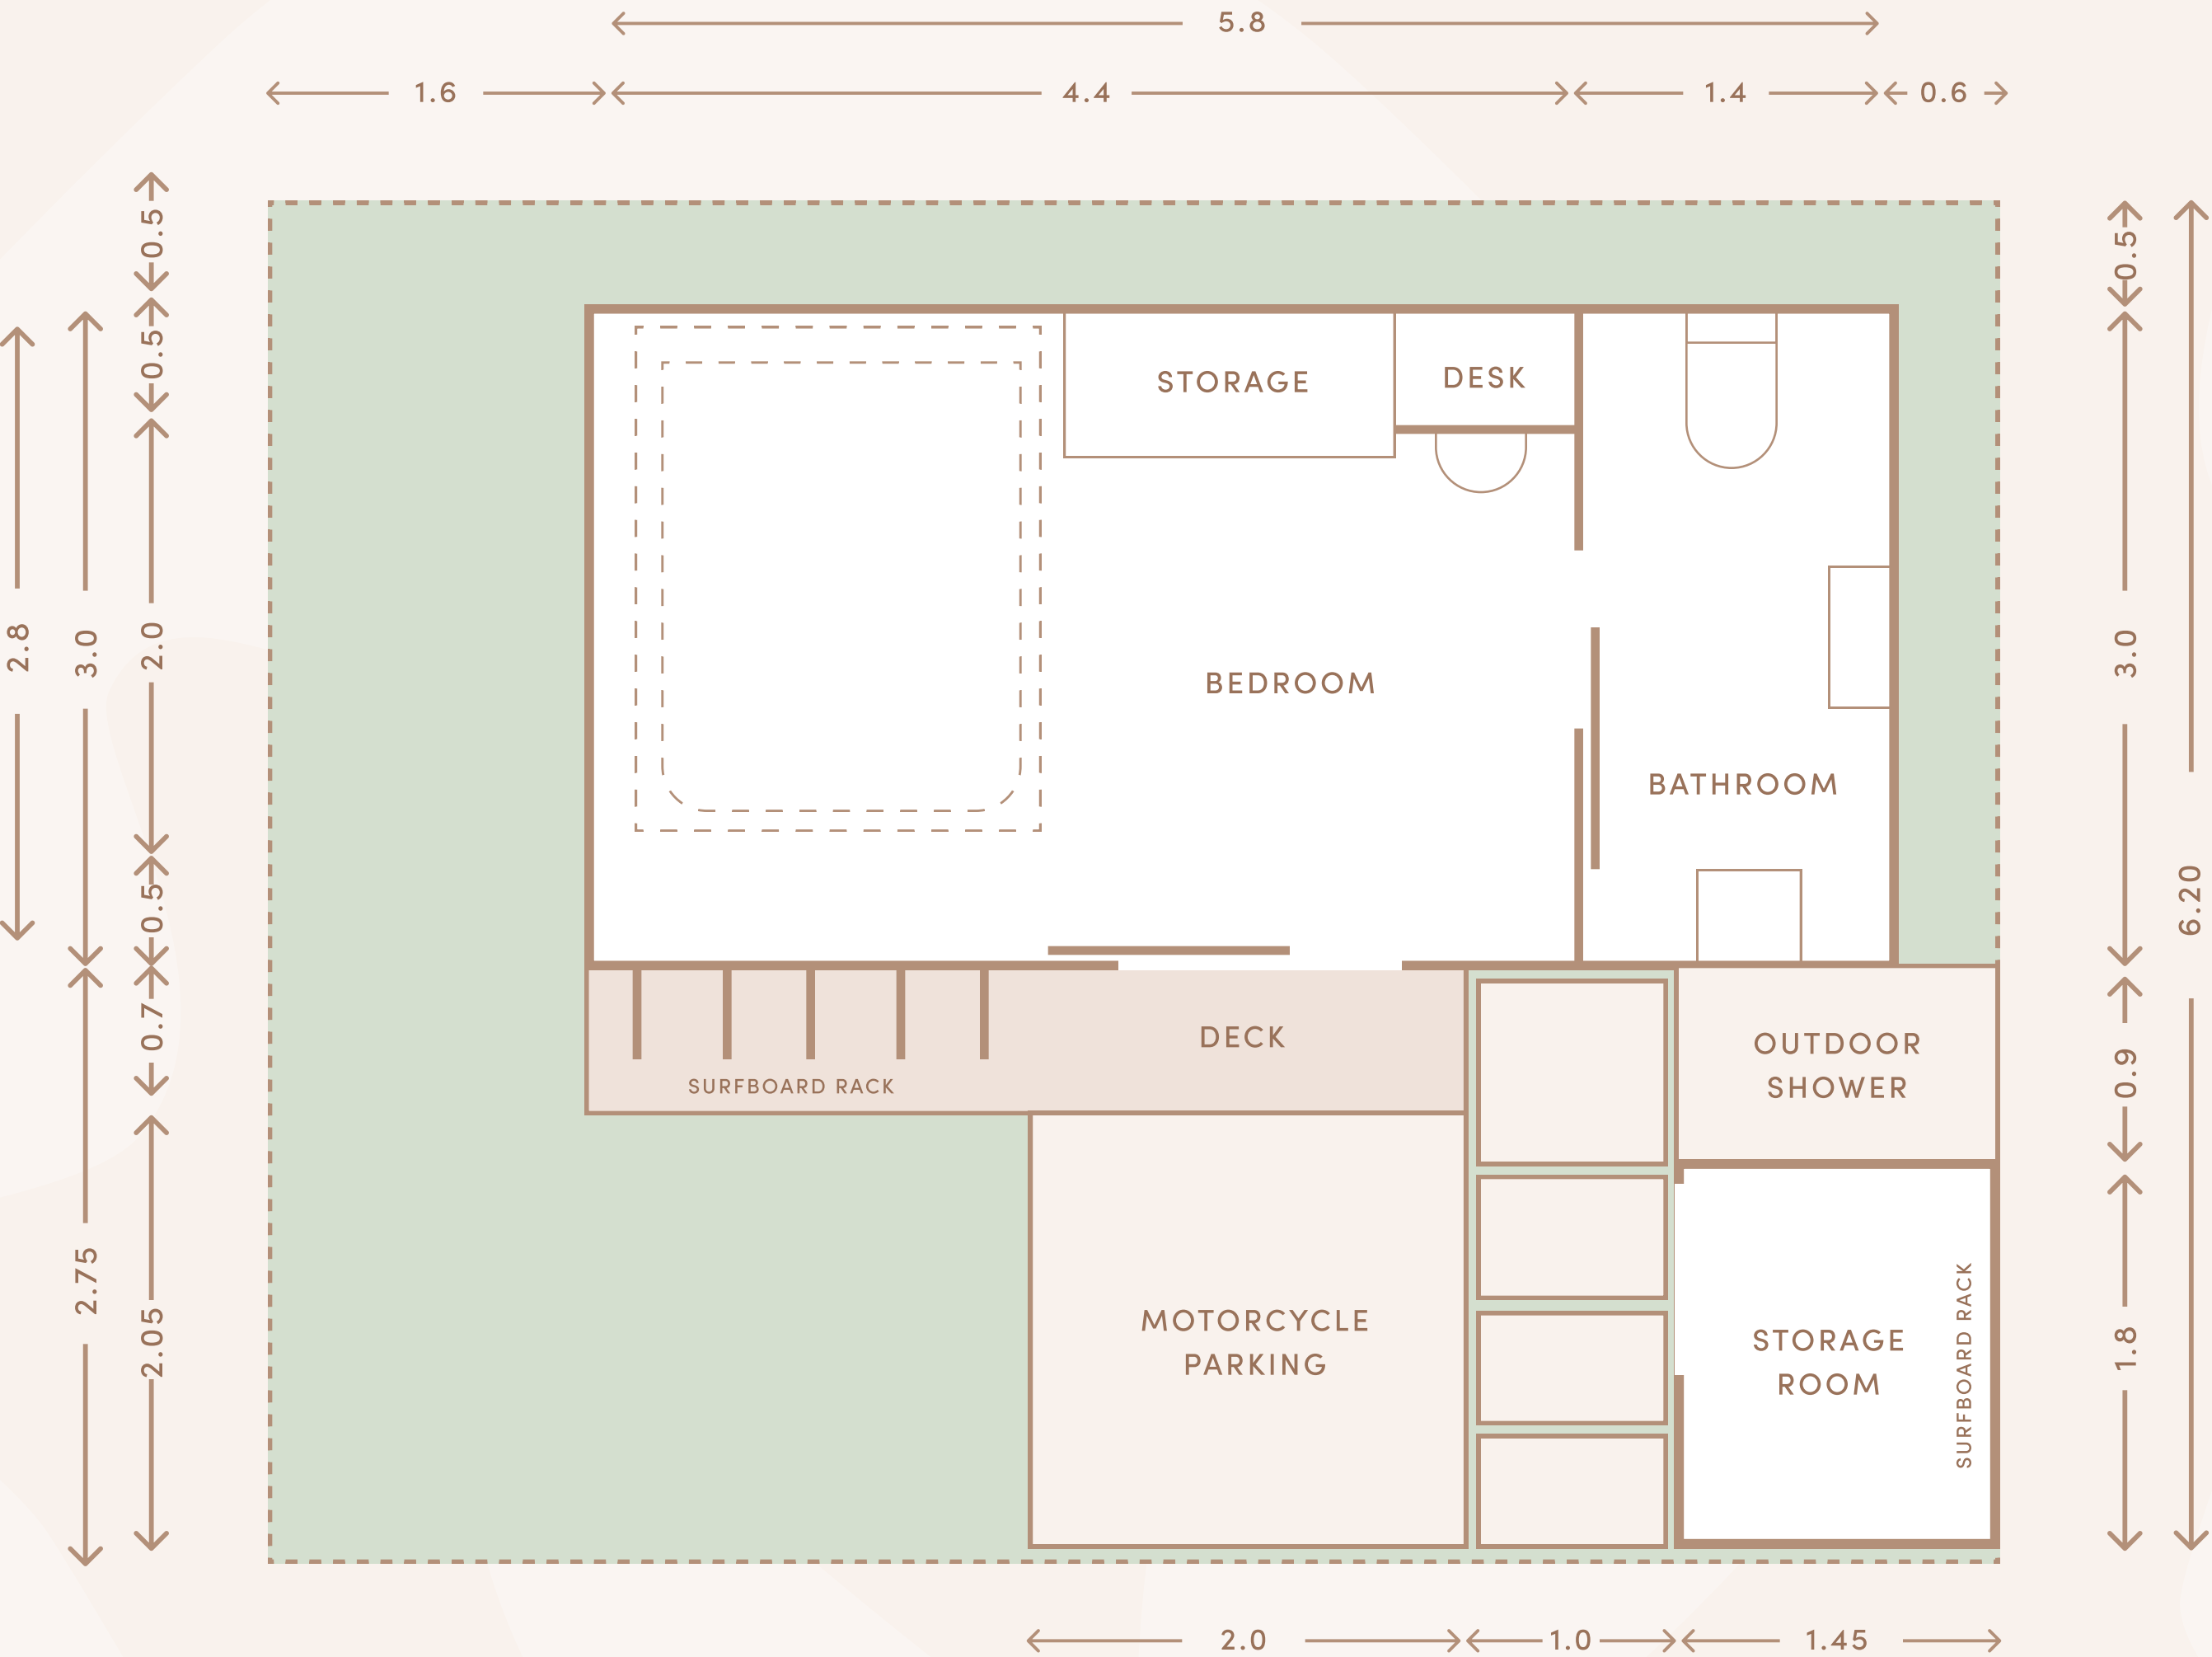 5.8
1.6
4.4
1.4
0.6
0.5
0.5
0.5
STORAGE
DESK
2.8
3.0
2.0
3.0
BEDROOM
BATHROOM
0.5
6.20
0.7
DECK
OUTDOOR
SHOWER
0.9
SURFBOARD RACK
2.75
2.05
MOTORCYCLE
PARKING
STORAGE
ROOM
SURFBOARD RACK
1.8
2.0
1.0
1.45